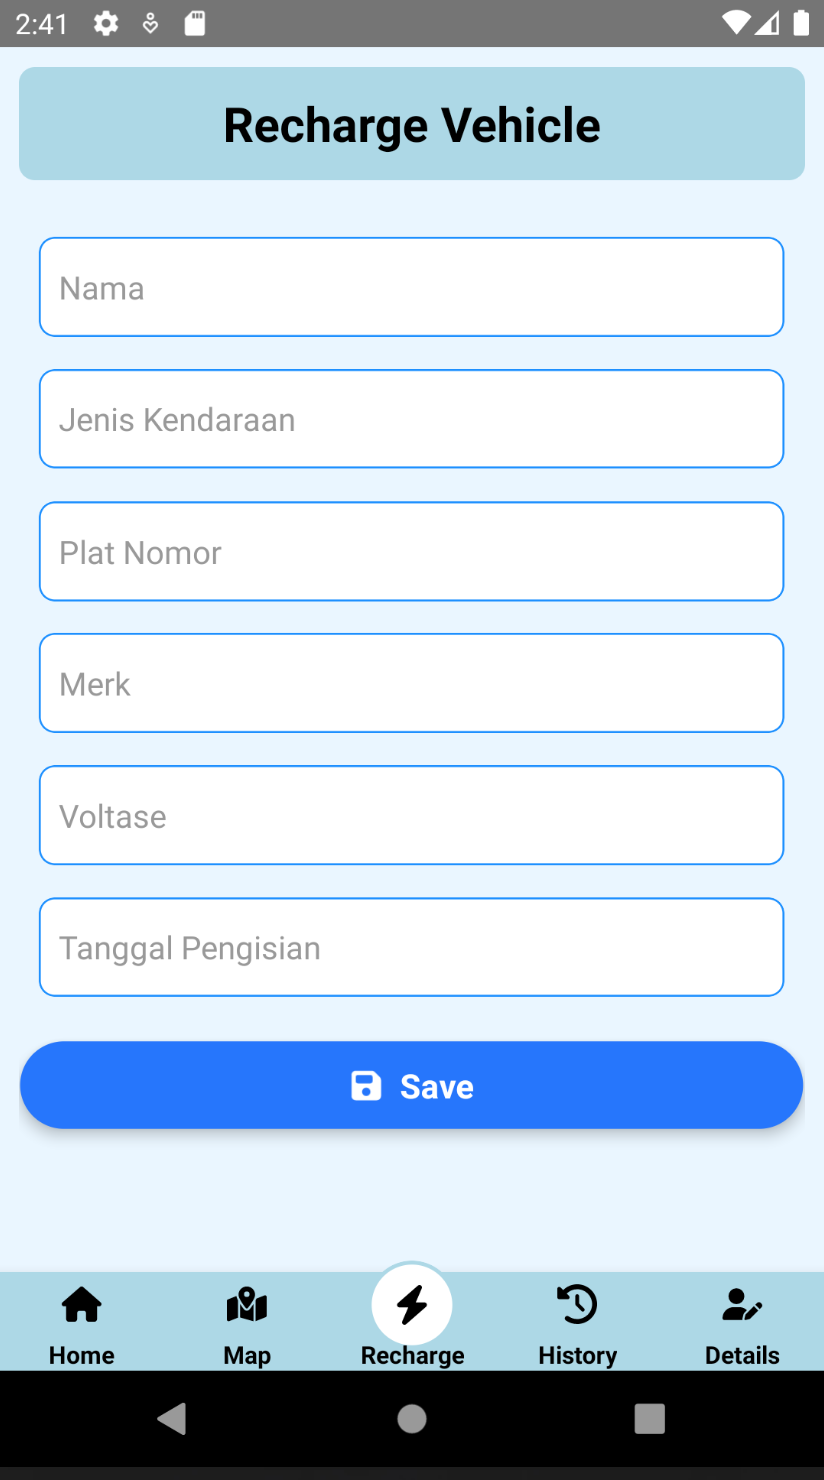 2:41
Recharge Vehicle
Nama
Jenis Kendaraan
Plat Nomor
Merk
Voltase
Tanggal Pengisian
Save
Home Map Recharge History Details